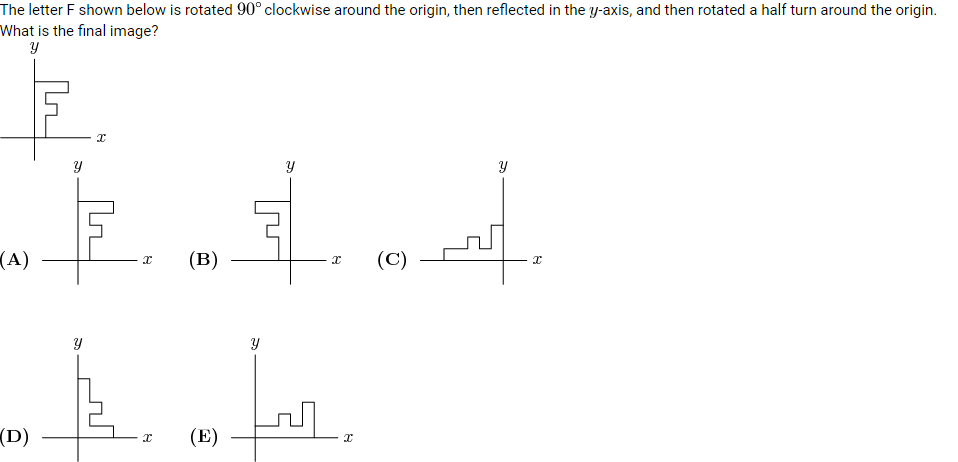 The letter F shown below is rotated 90° clockwise around the origin, then reflected in the y-axis, and then rotated a half turn around the origin.
What is the final image?
y
x
y
y
y
(A)
x
(B)
x
(C)
x
y
y
(D)
x
(E)
x